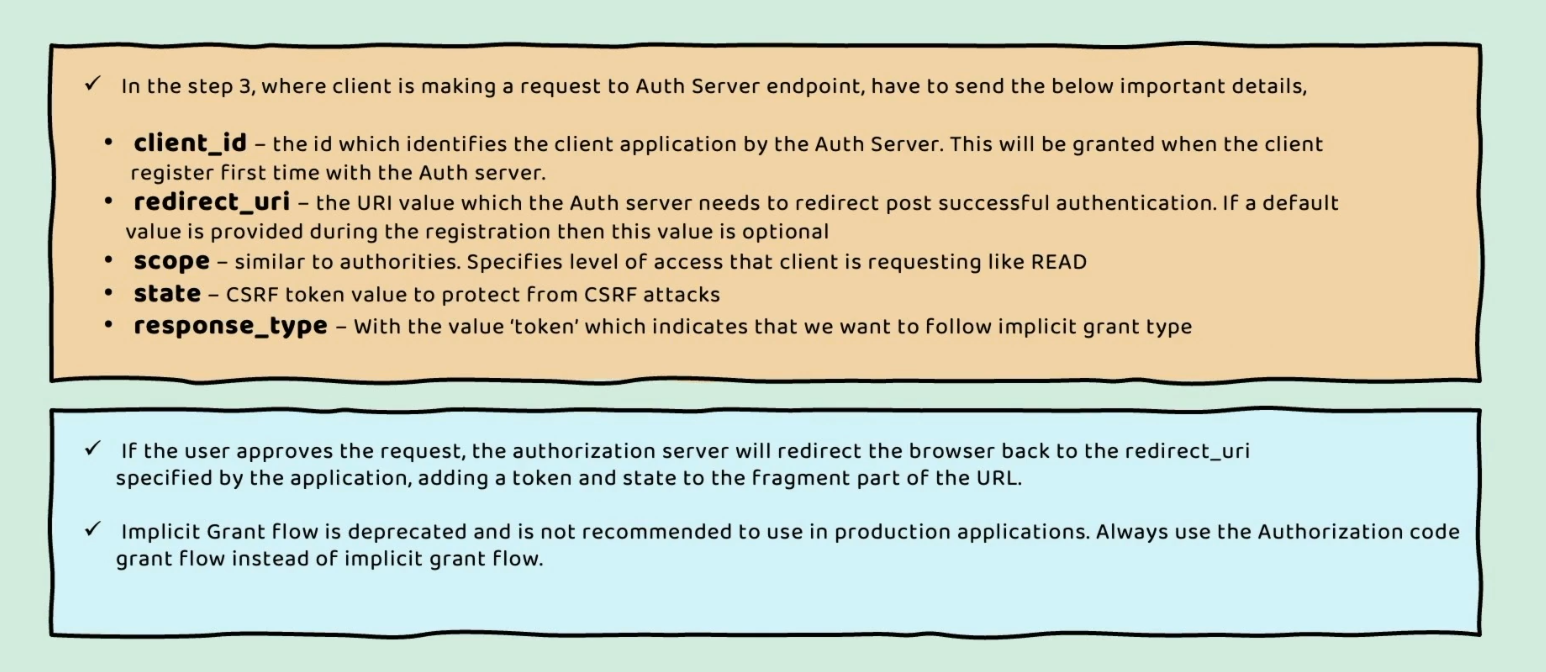 ✓ In the step 3, where client is making a request to Auth Server endpoint, have to send the below important details,
• client_id – the id which identifies the client application by the Auth Server. This will be granted when the client
register first time with the Auth server.
• redirect_uri – the URI value which the Auth server needs to redirect post successful authentication. If a default
value is provided during the registration then this value is optional
• scope – similar to authorities. Specifies level of access that client is requesting like READ
• state – CSRF token value to protect from CSRF attacks
• response_type – With the value ‘token’ which indicates that we want to follow implicit grant type
✓ If the user approves the request, the authorization server will redirect the browser back to the redirect_uri
specified by the application, adding a token and state to the fragment part of the URL.
✓ Implicit Grant flow is deprecated and is not recommended to use in production applications. Always use the Authorization code
grant flow instead of implicit grant flow.